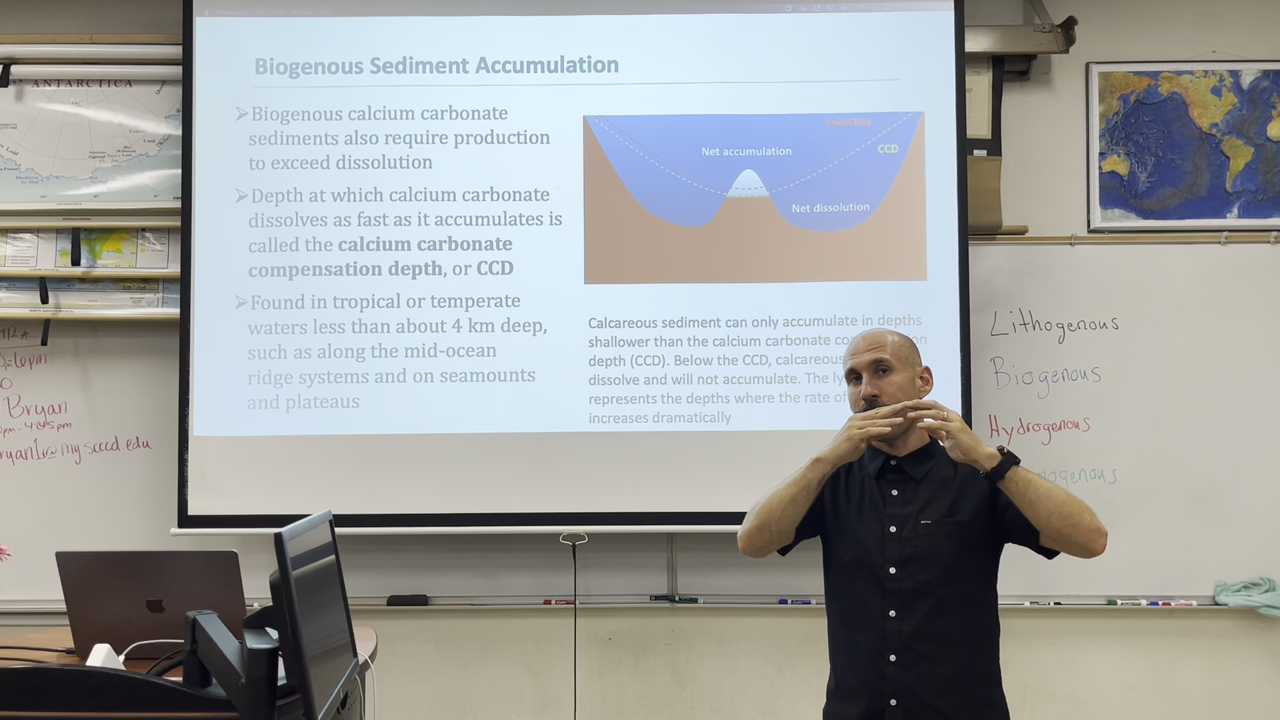 Biogenous Sediment Accumulation
➢Biogenous calcium carbonate
sediments also require production
to exceed dissolution
➢Depth at which calcium carbonate
dissolves as fast as it accumulates is
called the calcium carbonate
compensation depth, or CCD
➢Found in tropical or temperate
waters less than about 4 km deep,
such as along the mid-ocean
ridge systems and on seamounts
and plateaus
Net accumulation
CCD
Net dissolution
Calcareous sediment can only accumulate in depths
shallower than the calcium carbonate
depth (CCD). Below the CCD, calcareous
dissolve and will not accumulate. The
represents the depths where the rate of
increases dramatically
ANTARCTICA
Bryan
Lithogenous
Biogenous
Hydrogenous